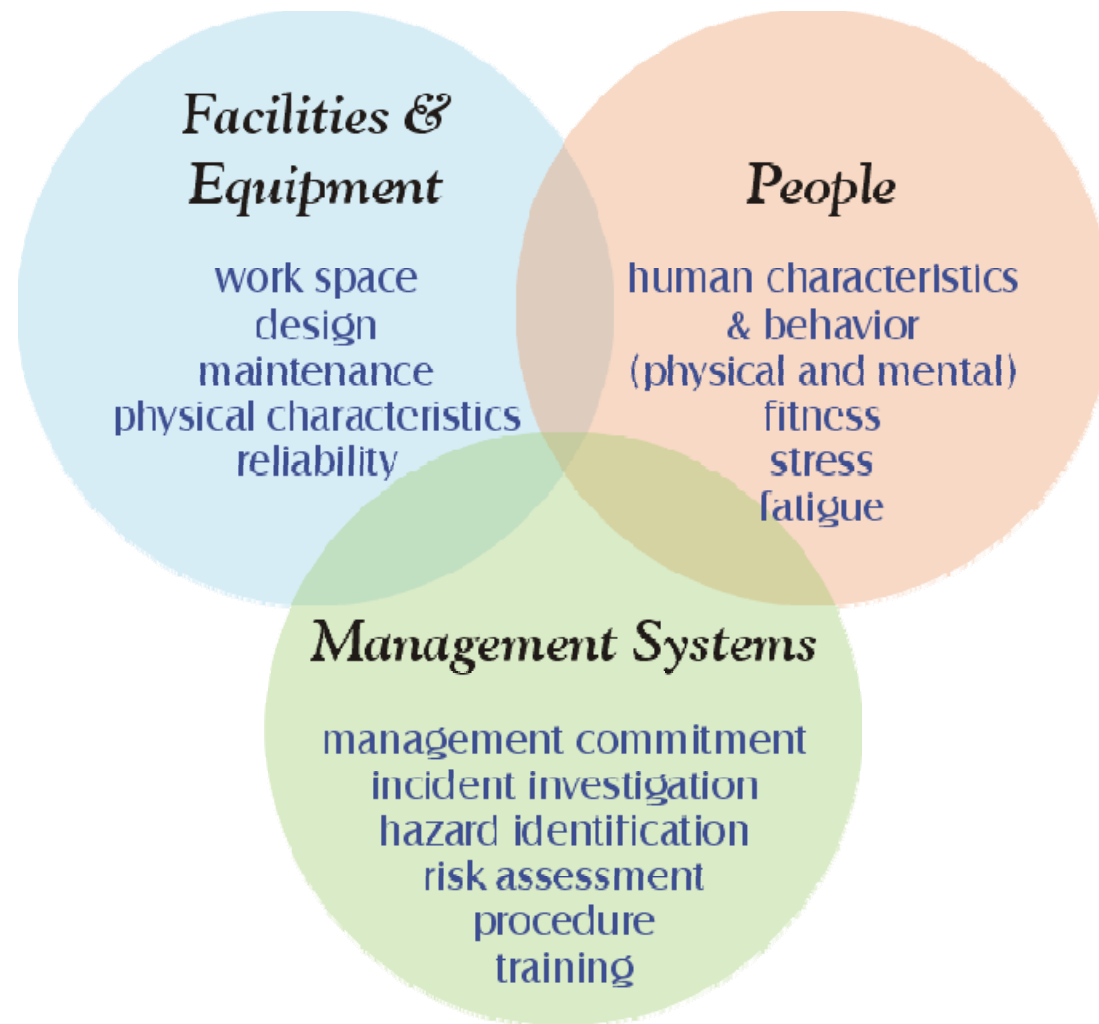 Facilities &
Equipment
work space
design
maintenance
physical characteristics
reliability
People
human characteristics
& behavior
(physical and mental)
fitness
stress
fatigue
Management Systems
management commitment
incident investigation
hazard identification
risk assessment
procedure
training